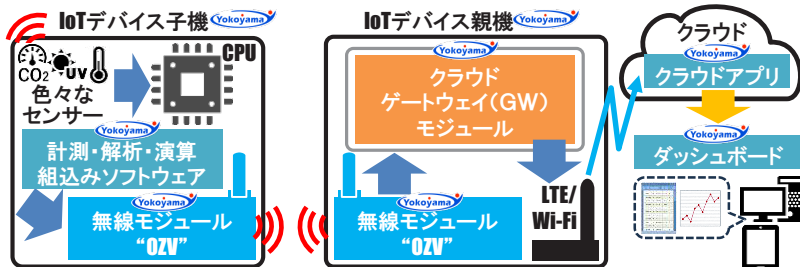 IoTデバイス子機
Yokoyama
CO2
UV
CPU
色々な
センサー
Yokoyama
計測・解析・演算
組込みソフトウェア
Yokoyama
無線モジュール
“OZV”
IoTデバイス親機
Yokoyama
Yokoyama
クラウド
ゲートウェイ(GW)
モジュール
Yokoyama
無線モジュール
“OZV”
LTE/
Wi-Fi
クラウド
Yokoyama
クラウドアプリ
Yokoyama
ダッシュボード